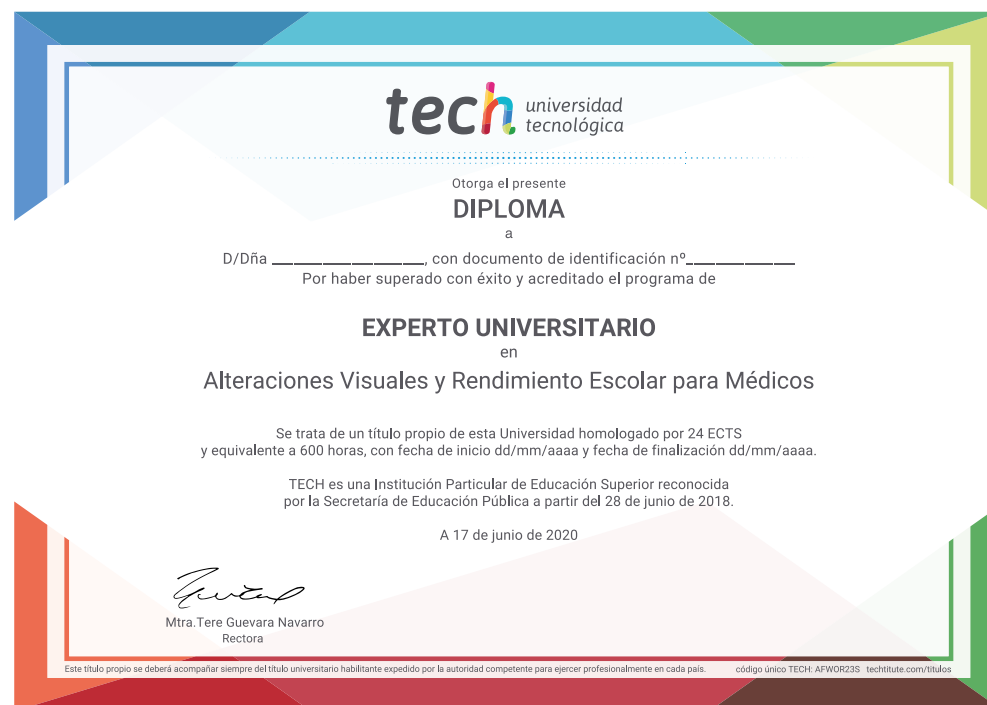 tech universidad
tecnológica
Otorga el presente
DIPLOMA
a
D/Dña ________________, con documento de identificación nº____________
Por haber superado con éxito y acreditado el programa de
EXPERTO UNIVERSITARIO
en
Alteraciones Visuales y Rendimiento Escolar para Médicos
Se trata de un título propio de esta Universidad homologado por 24 ECTS
y equivalente a 600 horas, con fecha de inicio dd/mm/aaaa y fecha de finalización dd/mm/aaaa.
TECH es una Institución Particular de Educación Superior reconocida
por la Secretaría de Educación Pública a partir del 28 de junio de 2018.
A 17 de junio de 2020
Mtra.Tere Guevara Navarro
Rectora
Este título propio se deberá acompañar siempre del título universitario habilitante expedido por la autoridad competente para ejercer profesionalmente en cada país. código único TECH: AFWOR23S techtitute.com/titulos